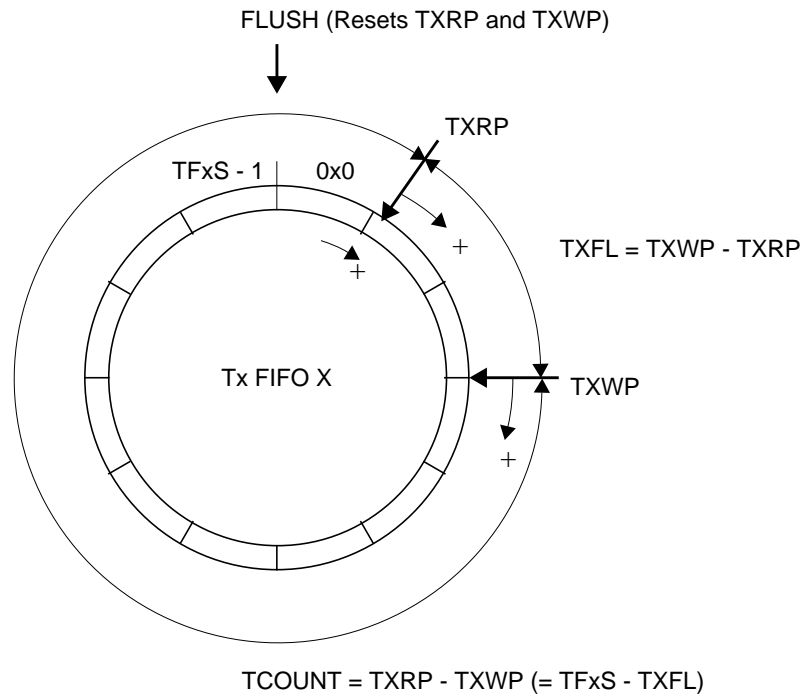 FLUSH (Resets TXRP and TXWP)
TXRP
TFxS - 1
0x0
+
+
TXFL = TXWP - TXRP
Tx FIFO X
TXWP
+
TCOUNT = TXRP - TXWP (= TFxS - TXFL)